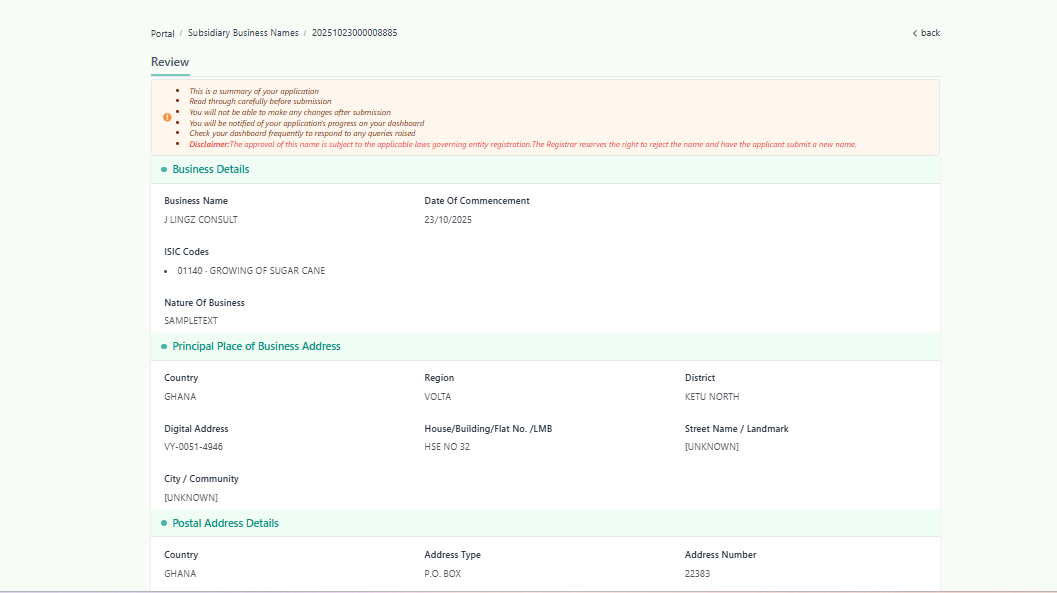 Portal / Subsidiary Business Names / 20251023000008885
back
Review
This is a summary of your application
Read through carefully before submission
You will not be able to make any changes after submission
You will be notified of your application's progress on your dashboard
Check your dashboard frequently to respond to any queries raised
Disclaimer:The approval of this name is subject to the applicable laws governing entity registration.The Registrar reserves the right to reject the name and have the applicant submit a new name.
Business Details
Business Name Date Of Commencement
J LINGZ CONSULT 23/10/2025
ISIC Codes
01140 - GROWING OF SUGAR CANE
Nature Of Business
SAMPLETEXT
Principal Place of Business Address
Country Region District
GHANA VOLTA KETU NORTH
Digital Address House/Building/Flat No. /LMB Street Name / Landmark
VY-0051-4946 HSE NO 32 [UNKNOWN]
City / Community
[UNKNOWN]
Postal Address Details
Country Address Type Address Number
GHANA P.O. BOX 22383